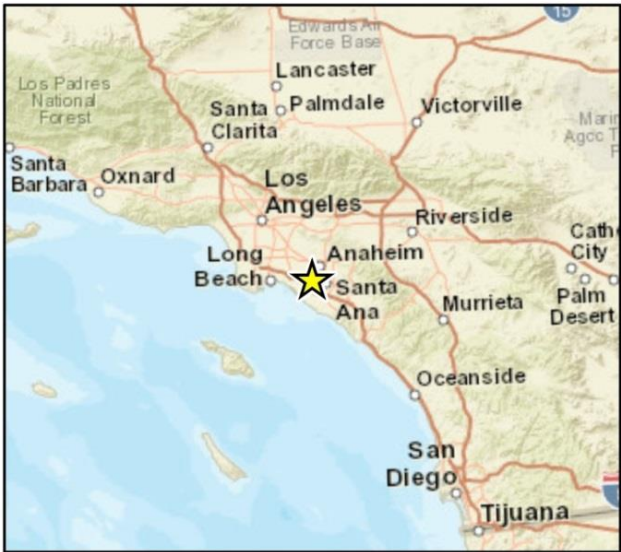 15
Edwards Air
Force Base
Lancaster
Los Padres
National
Forest
Santa
Clarita
Palmdale
Victorville
Santa
Barbara
Oxnard
Los
Angeles
Riverside
Long
Beach
Anaheim
Santa
Ana
Cathe
City
Palm
Desert
Murrieta
Oceanside
San
Diego
Tijuana